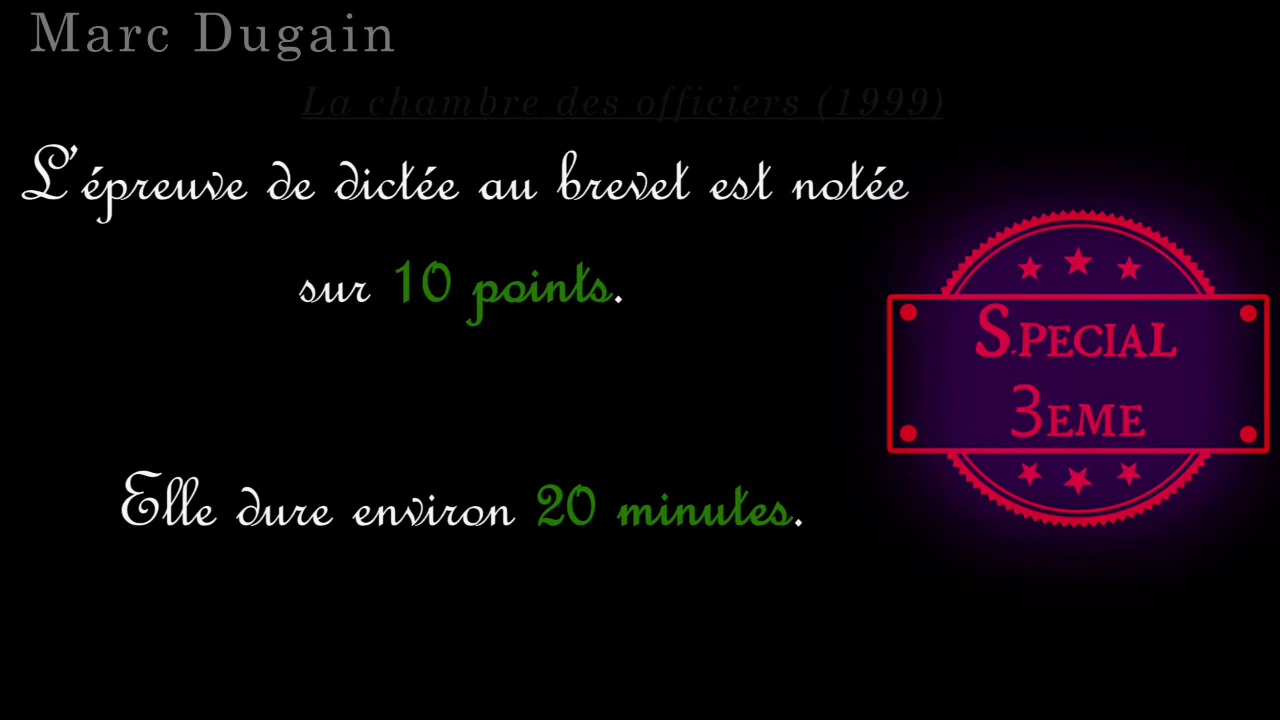 Marc Dugain
La chambre des officiers (1999)
L'épreuve de dictée au brevet est notée
sur 10 points.
S.PECIAL
3EME
Elle dure environ 20 minutes.